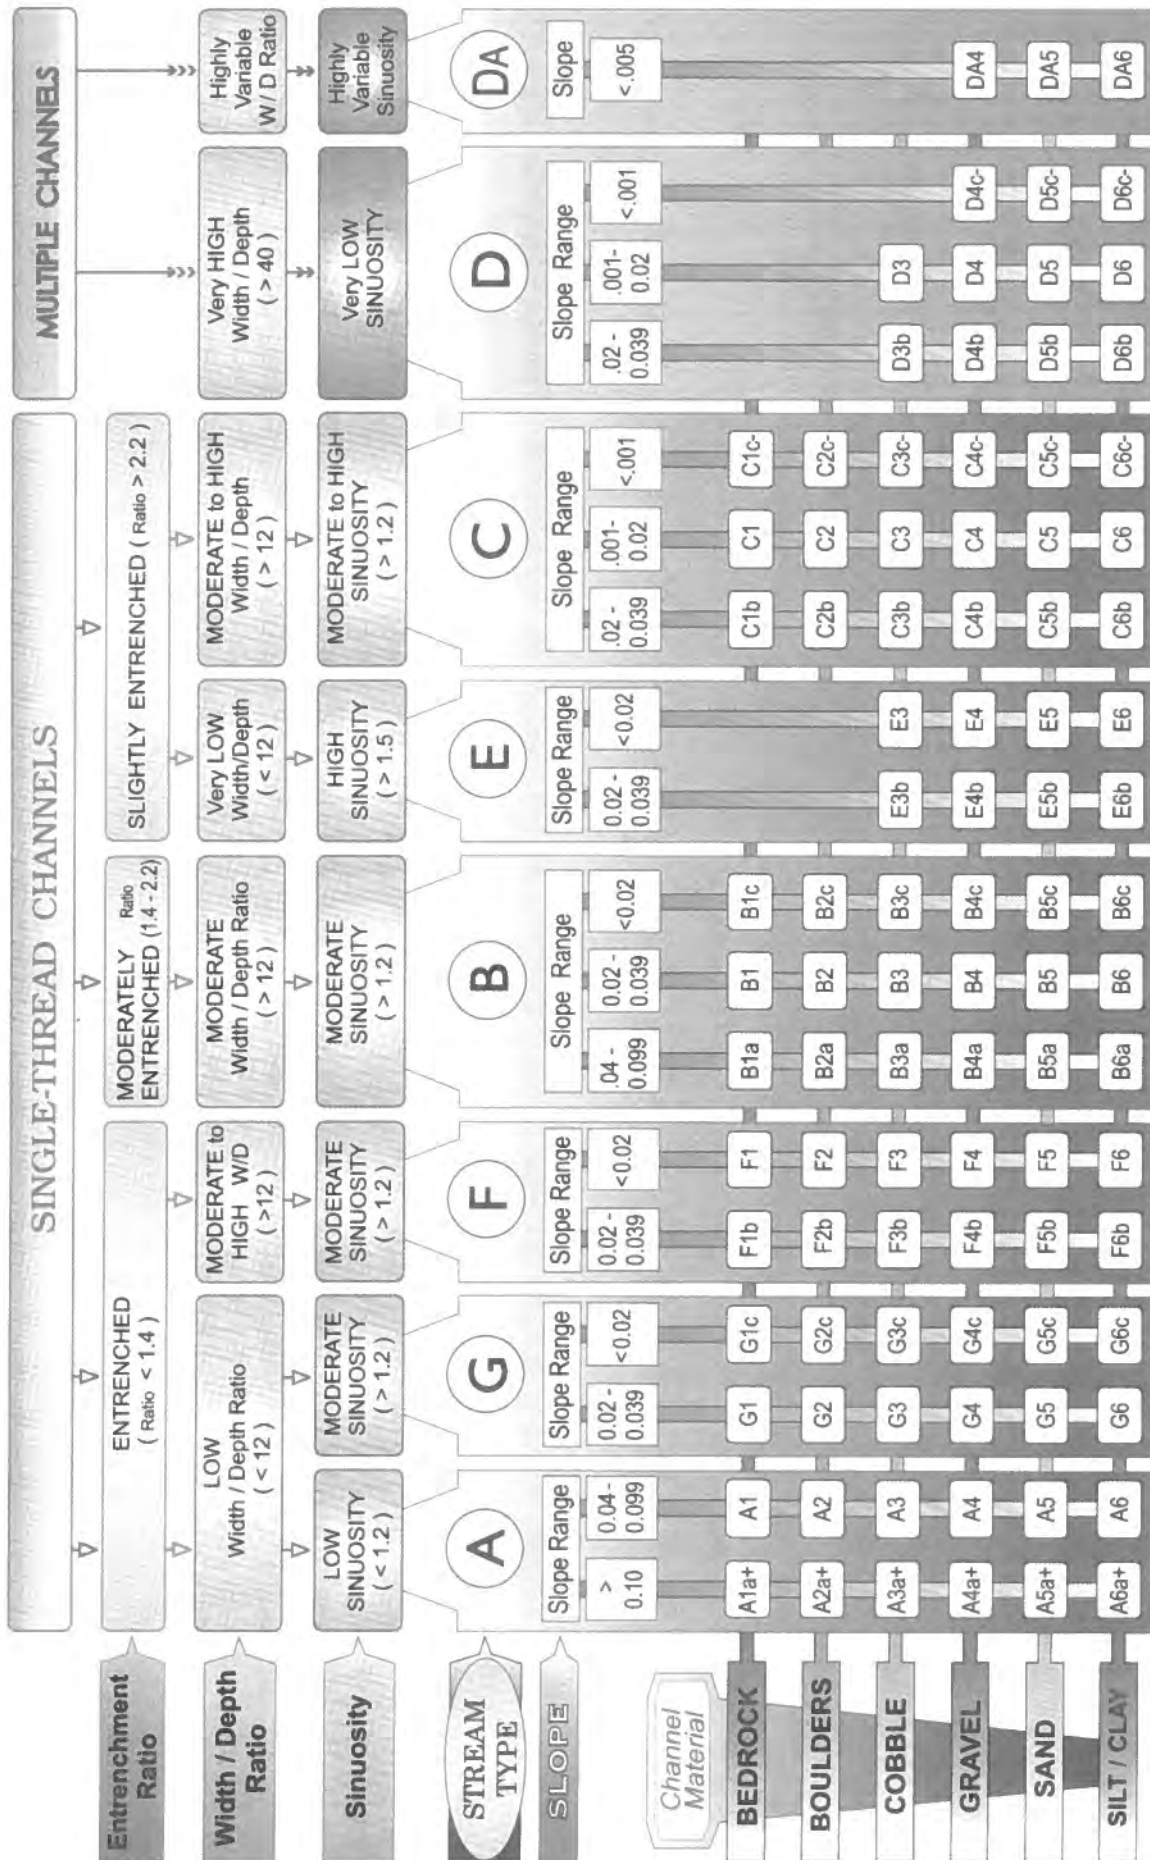 SINGLE-THREAD CHANNELS
MULTIPLE CHANNELS
Entrenchment
Ratio
ENTRENCHED
( Ratio < 1.4 )
MODERATELY Ratio
ENTRENCHED (1.4 - 2.2)
SLIGHTLY ENTRENCHED ( Ratio > 2.2 )
Width / Depth
Ratio
LOW
Width / Depth Ratio
( < 12 )
MODERATE to
HIGH W/D
( >12 )
MODERATE
Width / Depth Ratio
( > 12 )
Very LOW
Width/Depth
( < 12 )
MODERATE to HIGH
Width / Depth
( > 12 )
Very HIGH
Width / Depth
( > 40 )
Highly
Variable
W / D Ratio
Sinuosity
LOW
SINUOSITY
( < 1.2 )
MODERATE
SINUOSITY
( > 1.2 )
MODERATE
SINUOSITY
( > 1.2 )
MODERATE
SINUOSITY
( > 1.2 )
HIGH
SINUOSITY
( > 1.5 )
MODERATE to HIGH
SINUOSITY
( > 1.2 )
Very LOW
SINUOSITY
Highly
Variable
Sinuosity
STREAM
TYPE
A
G
F
B
E
C
D
DA
SLOPE
Slope Range
Slope Range
Slope Range
Slope Range
Slope Range
Slope Range
Slope Range
Slope
>
0.10
0.04 -
0.099
0.02 -
0.039
<0.02
0.02 -
0.039
<0.02
.04 -
0.099
0.02 -
0.039
<0.02
0.02 -
0.039
<0.02
.02 -
0.039
.001-
0.02
<.001
.02 -
0.039
.001-
0.02
<.001
<.005
Channel
Material
BEDROCK A1a+ A1 G1 G1c F1b F1 B1a B1 B1c C1b C1 C1c-
BOULDERS A2a+ A2 G2 G2c F2b F2 B2a B2 B2c C2b C2 C2c-
COBBLE A3a+ A3 G3 G3c F3b F3 B3a B3 B3c E3b E3 C3b C3 C3c- D3b D3
GRAVEL A4a+ A4 G4 G4c F4b F4 B4a B4 B4c E4b E4 C4b C4 C4c- D4b D4 D4c- DA4
SAND A5a+ A5 G5 G5c F5b F5 B5a B5 B5c E5b E5 C5b C5 C5c- D5b D5 D5c- DA5
SILT / CLAY A6a+ A6 G6 G6c F6b F6 B6a B6 B6c E6b E6 C6b C6 C6c- D6b D6 D6c- DA6